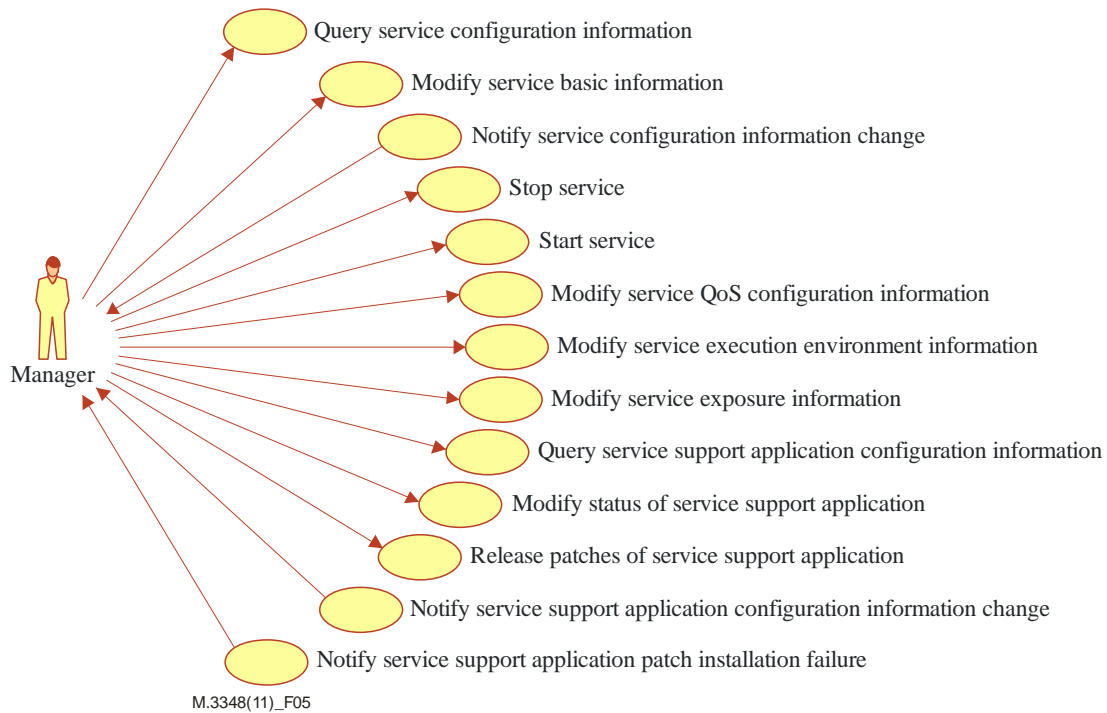 Query service configuration information
Modify service basic information
Notify service configuration information change
Stop service
Start service
Modify service QoS configuration information
Modify service execution environment information
Manager
Modify service exposure information
Query service support application configuration information
Modify status of service support application
Release patches of service support application
Notify service support application configuration information change
Notify service support application patch installation failure
M.3348(11)_F05